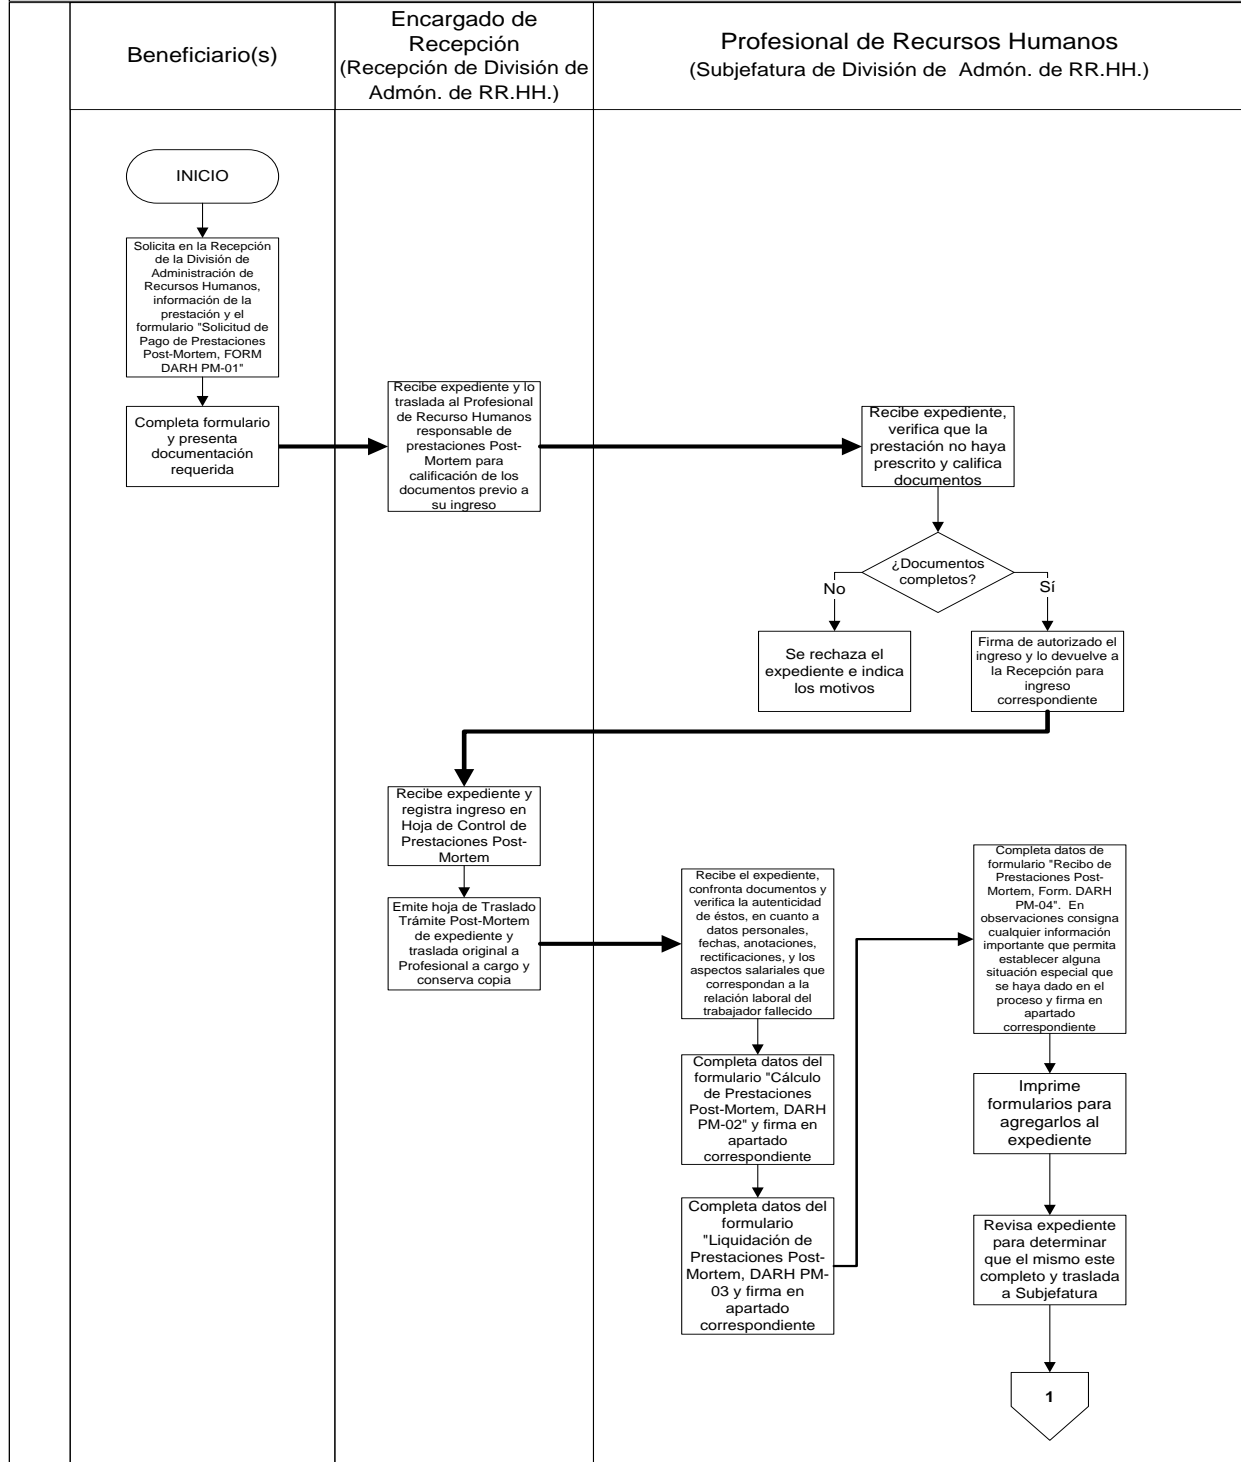 Beneficiario(s)
Encargado de
Recepción
(Recepción de División de
Admón. de RR.HH.)
Profesional de Recursos Humanos
(Subjefatura de División de  Admón. de RR.HH.)
INICIO
Solicita en la Recepción
de la División de
Administración de
Recursos Humanos,
información de la
prestación y el
formulario "Solicitud de
Pago de Prestaciones
Post-Mortem, FORM
DARH PM-01"
Completa formulario
y presenta
documentación
requerida
Recibe expediente y lo
traslada al Profesional
de Recurso Humanos
responsable de
prestaciones Post-
Mortem para
calificación de los
documentos previo a
su ingreso
Recibe expediente,
verifica que la
prestación no haya
prescrito y califica
documentos
¿Documentos
completos?
No
Sí
Se rechaza el
expediente e indica
los motivos
Firma de autorizado el
ingreso y lo devuelve a
la Recepción para
ingreso
correspondiente
Recibe expediente y
registra ingreso en
Hoja de Control de
Prestaciones Post-
Mortem
Emite hoja de Traslado
Trámite Post-Mortem
de expediente y
traslada original a
Profesional a cargo y
conserva copia
Recibe el expediente,
confronta documentos y
verifica la autenticidad
de éstos, en cuanto a
datos personales,
fechas, anotaciones,
rectificaciones, y los
aspectos salariales que
correspondan a la
relación laboral del
trabajador fallecido
Completa datos del
formulario "Cálculo
de Prestaciones
Post-Mortem, DARH
PM-02" y firma en
apartado
correspondiente
Completa datos del
formulario
"Liquidación de
Prestaciones Post-
Mortem, DARH PM-
03 y firma en
apartado
correspondiente
Completa datos de
formulario "Recibo de
Prestaciones Post-
Mortem, Form. DARH
PM-04".  En
observaciones consigna
cualquier información
importante que permita
establecer alguna
situación especial que
se haya dado en el
proceso y firma en
apartado
correspondiente
Imprime
formularios para
agregarlos al
expediente
Revisa expediente
para determinar
que el mismo este
completo y traslada
a Subjefatura
1